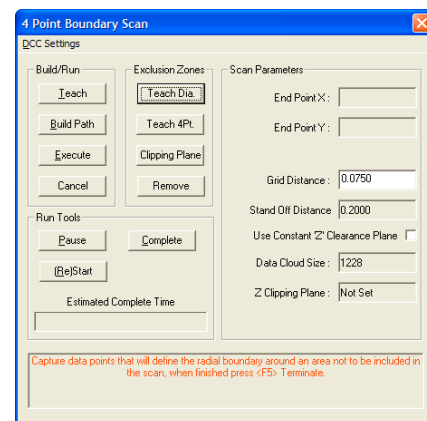 4 Point Boundary Scan
DCC Settings
Build/Run
Teach
Build Path
Execute
Cancel
Exclusion Zones
Teach Dia.
Teach 4Pt.
Clipping Plane
Remove
Run Tools
Pause
Complete
(Re)Start
Estimated Complete Time
Scan Parameters
End Point X :
End Point Y :
Grid Distance : 0.0750
Stand Off Distance 0.2000
Use Constant 'Z' Clearance Plane
Data Cloud Size : 1228
Z Clipping Plane : Not Set
Capture data points that will define the radial boundary around an area not to be included in
the scan, when finished press <F5> Terminate.